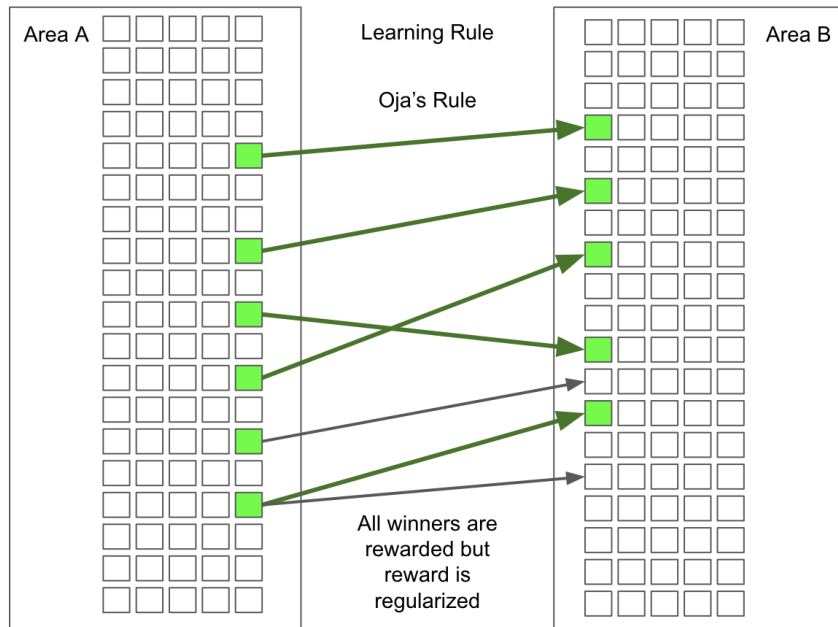 Area A
Learning Rule
Area B
Oja's Rule
All winners are
rewarded but
reward is
regularized